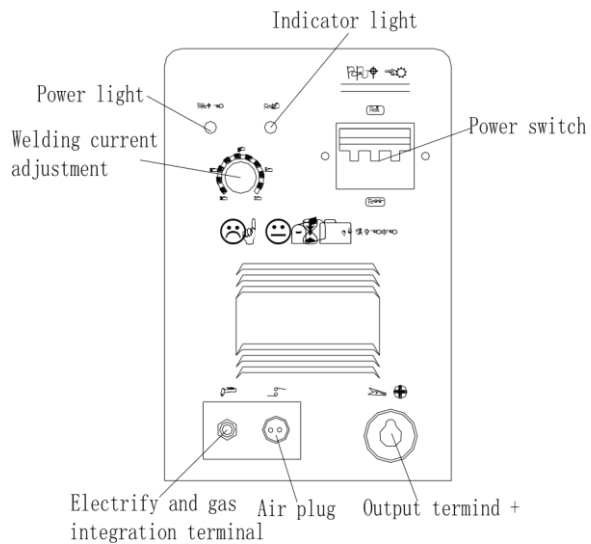 Indicator light
Power light
Welding current
adjustment
Power switch
Electrify and gas
integration terminal
Air plug
Output termind +